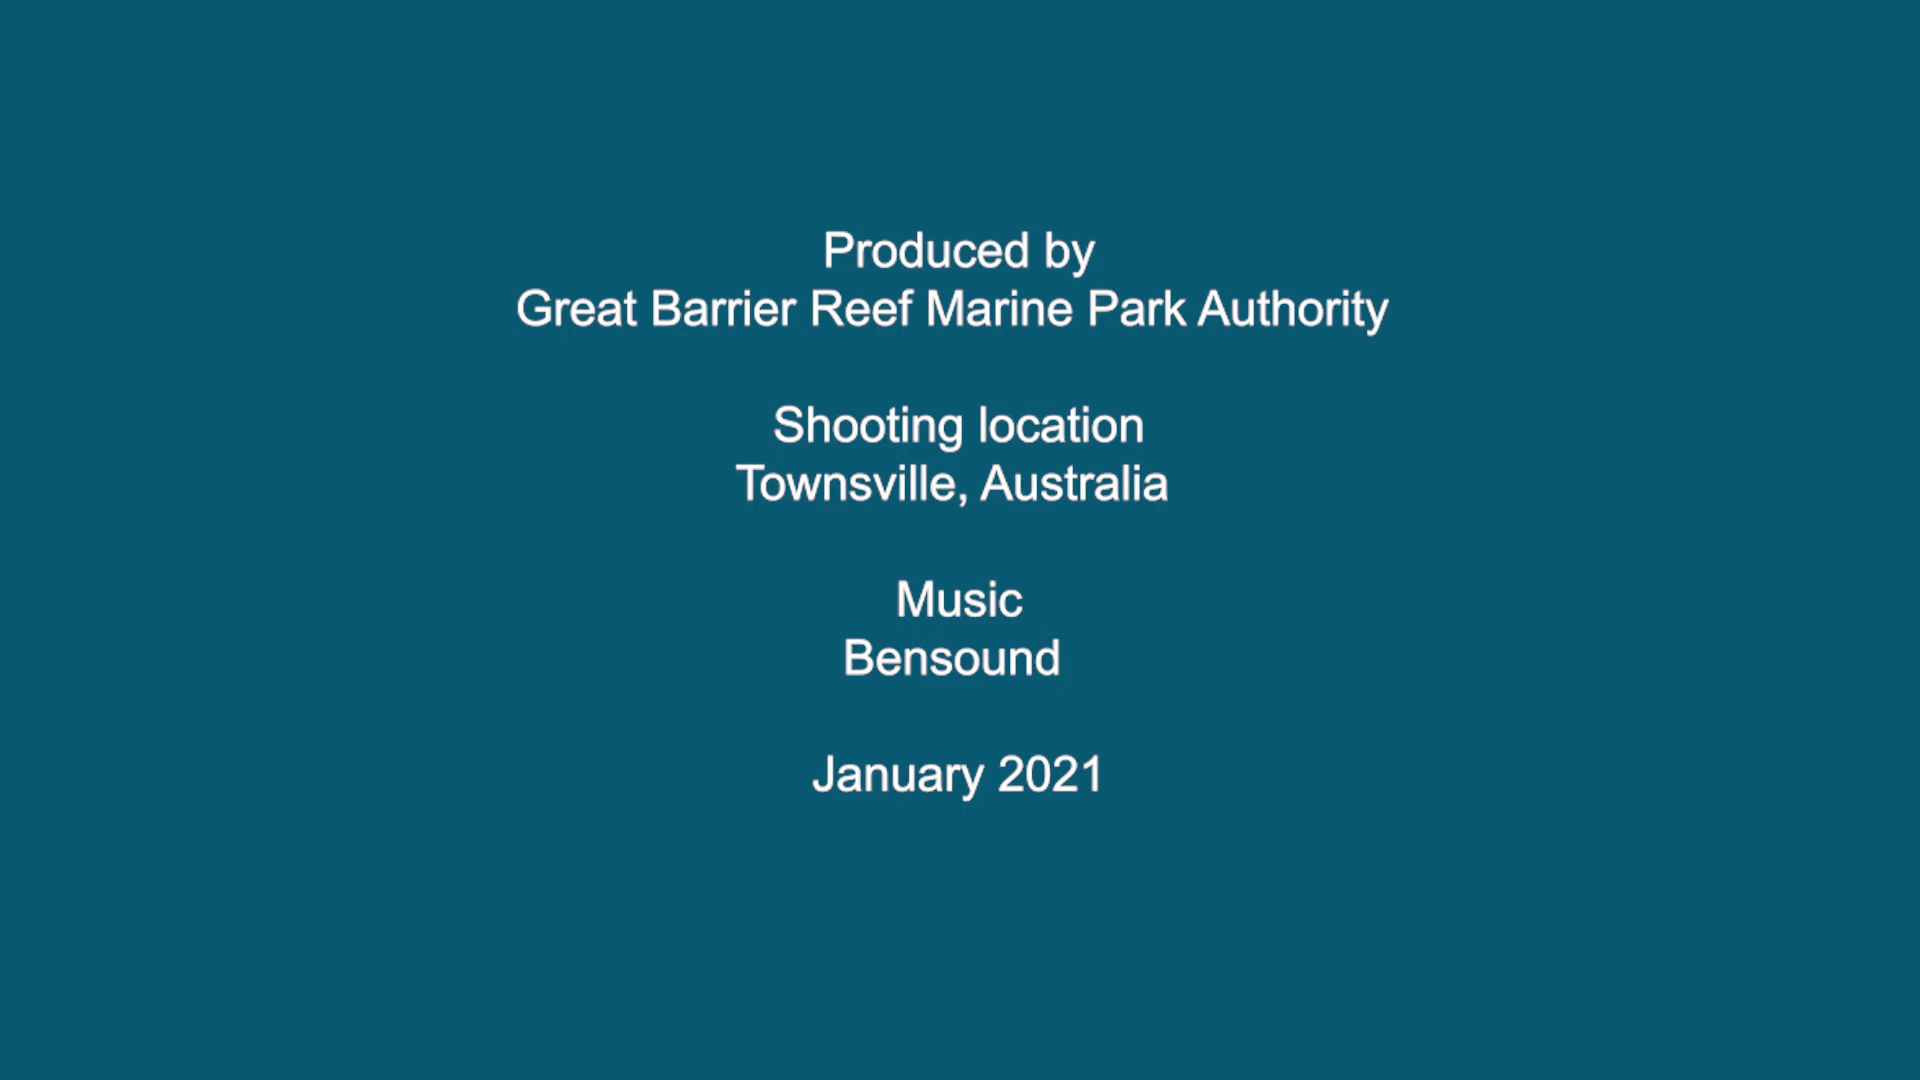 Produced by
Great Barrier Reef Marine Park Authority
Shooting location
Townsville, Australia
Music
Bensound
January 2021